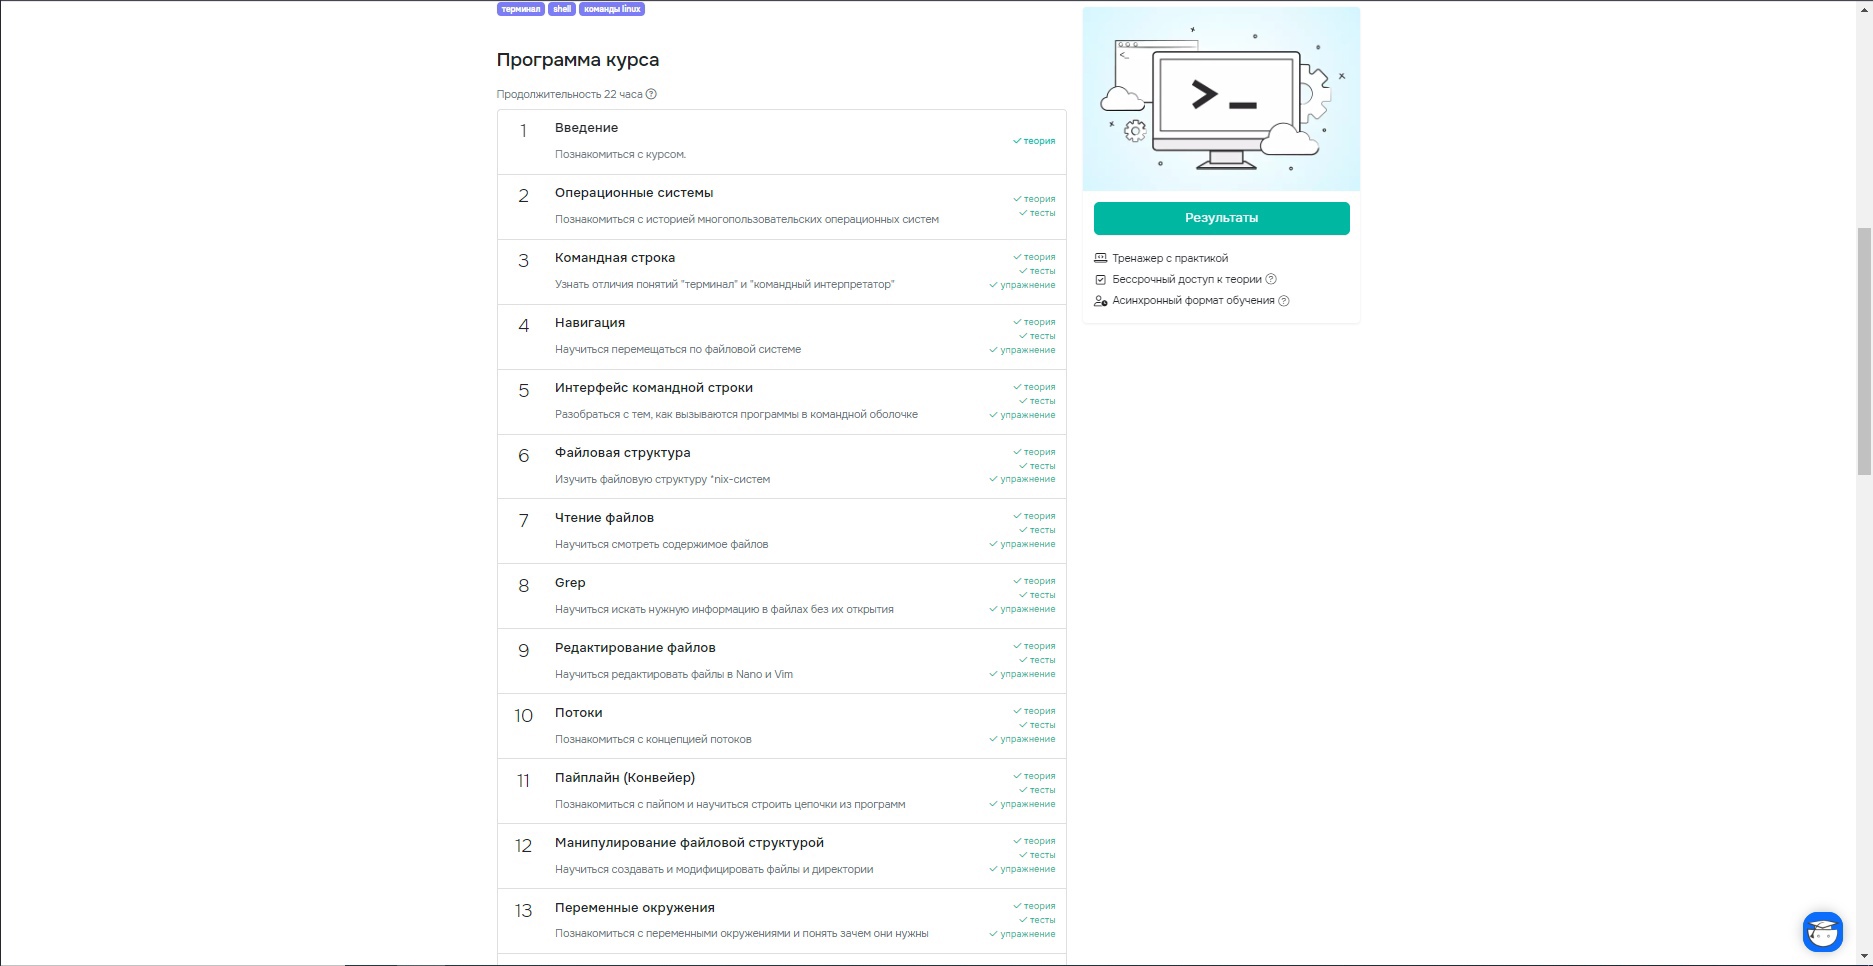 терминал shell команды linux
Программа курса
Продолжительность 22 часа
1 Введение
Познакомиться с курсом.
теория
2 Операционные системы
Познакомиться с историей многопользовательских операционных систем
теория
тесты
3 Командная строка
Узнать отличия понятий "терминал" и "командный интерпретатор"
теория
тесты
упражнение
4 Навигация
Научиться перемещаться по файловой системе
теория
тесты
упражнение
5 Интерфейс командной строки
Разобраться с тем, как вызываются программы в командной оболочке
теория
тесты
упражнение
6 Файловая структура
Изучить файловую структуру *nix-систем
теория
тесты
упражнение
7 Чтение файлов
Научиться смотреть содержимое файлов
теория
тесты
упражнение
8 Grep
Научиться искать нужную информацию в файлах без их открытия
теория
тесты
упражнение
9 Редактирование файлов
Научиться редактировать файлы в Nano и Vim
теория
тесты
упражнение
10 Потоки
Познакомиться с концепцией потоков
теория
тесты
упражнение
11 Пайплайн (Конвейер)
Познакомиться с пайпом и научиться строить цепочки из программ
теория
тесты
упражнение
12 Манипулирование файловой структурой
Научиться создавать и модифицировать файлы и директории
теория
тесты
упражнение
13 Переменные окружения
Познакомиться с переменными окружениями и понять зачем они нужны
теория
тесты
упражнение
<_
>_
Результаты
Тренажер с практикой
Бессрочный доступ к теории
Асинхронный формат обучения